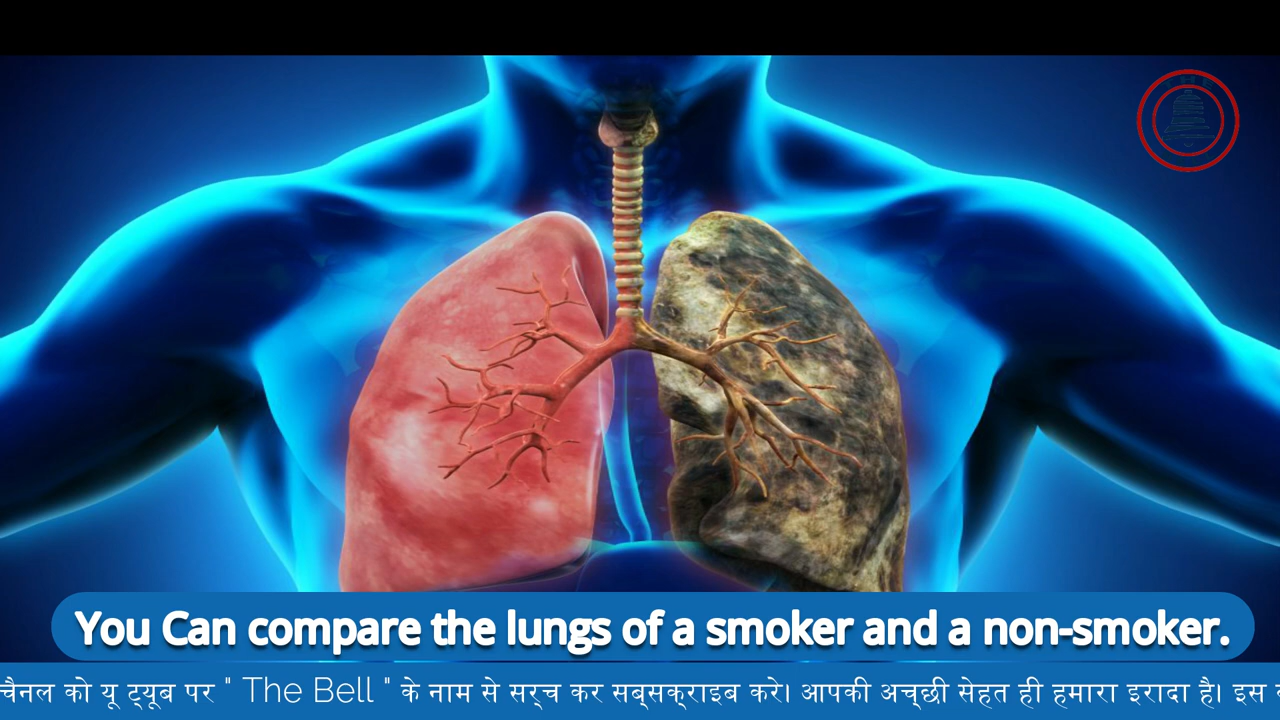 You Can compare the lungs of a smoker and a non-smoker.
चैनल को यू ट्यूब पर " The Bell " के नाम से सर्च कर सब्सक्राइब करे। आपकी अच्छी सेहत ही हमारा इरादा है। इस